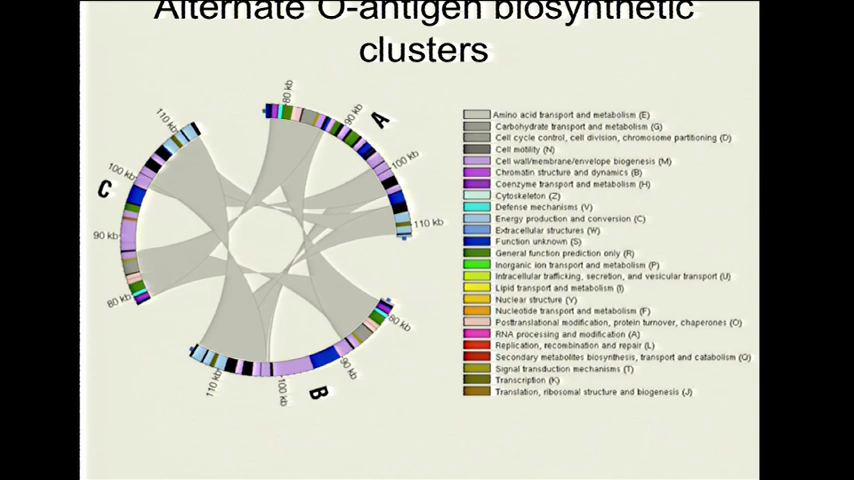 Alternate O-antigen biosynthetic
clusters
80 kb
90 kb
A
100 kb
110 kb
110 kb
100 kb
C
90 kb
80 kb
80 kb
90 kb
B
100 kb
110 kb
Amino acid transport and metabolism (E)
Carbohydrate transport and metabolism (G)
Cell cycle control, cell division, chromosome partitioning (D)
Cell motility (N)
Cell wall/membrane/envelope biogenesis (M)
Chromatin structure and dynamics (B)
Coenzyme transport and metabolism (H)
Cytoskeleton (Z)
Defense mechanisms (V)
Energy production and conversion (C)
Extracellular structures (W)
Function unknown (S)
General function prediction only (R)
Inorganic ion transport and metabolism (P)
Intracellular trafficking, secretion, and vesicular transport (U)
Lipid transport and metabolism (I)
Nuclear structure (Y)
Nucleotide transport and metabolism (F)
Posttranslational modification, protein turnover, chaperones (O)
RNA processing and modification (A)
Replication, recombination and repair (L)
Secondary metabolites biosynthesis, transport and catabolism (Q)
Signal transduction mechanisms (T)
Transcription (K)
Translation, ribosomal structure and biogenesis (J)